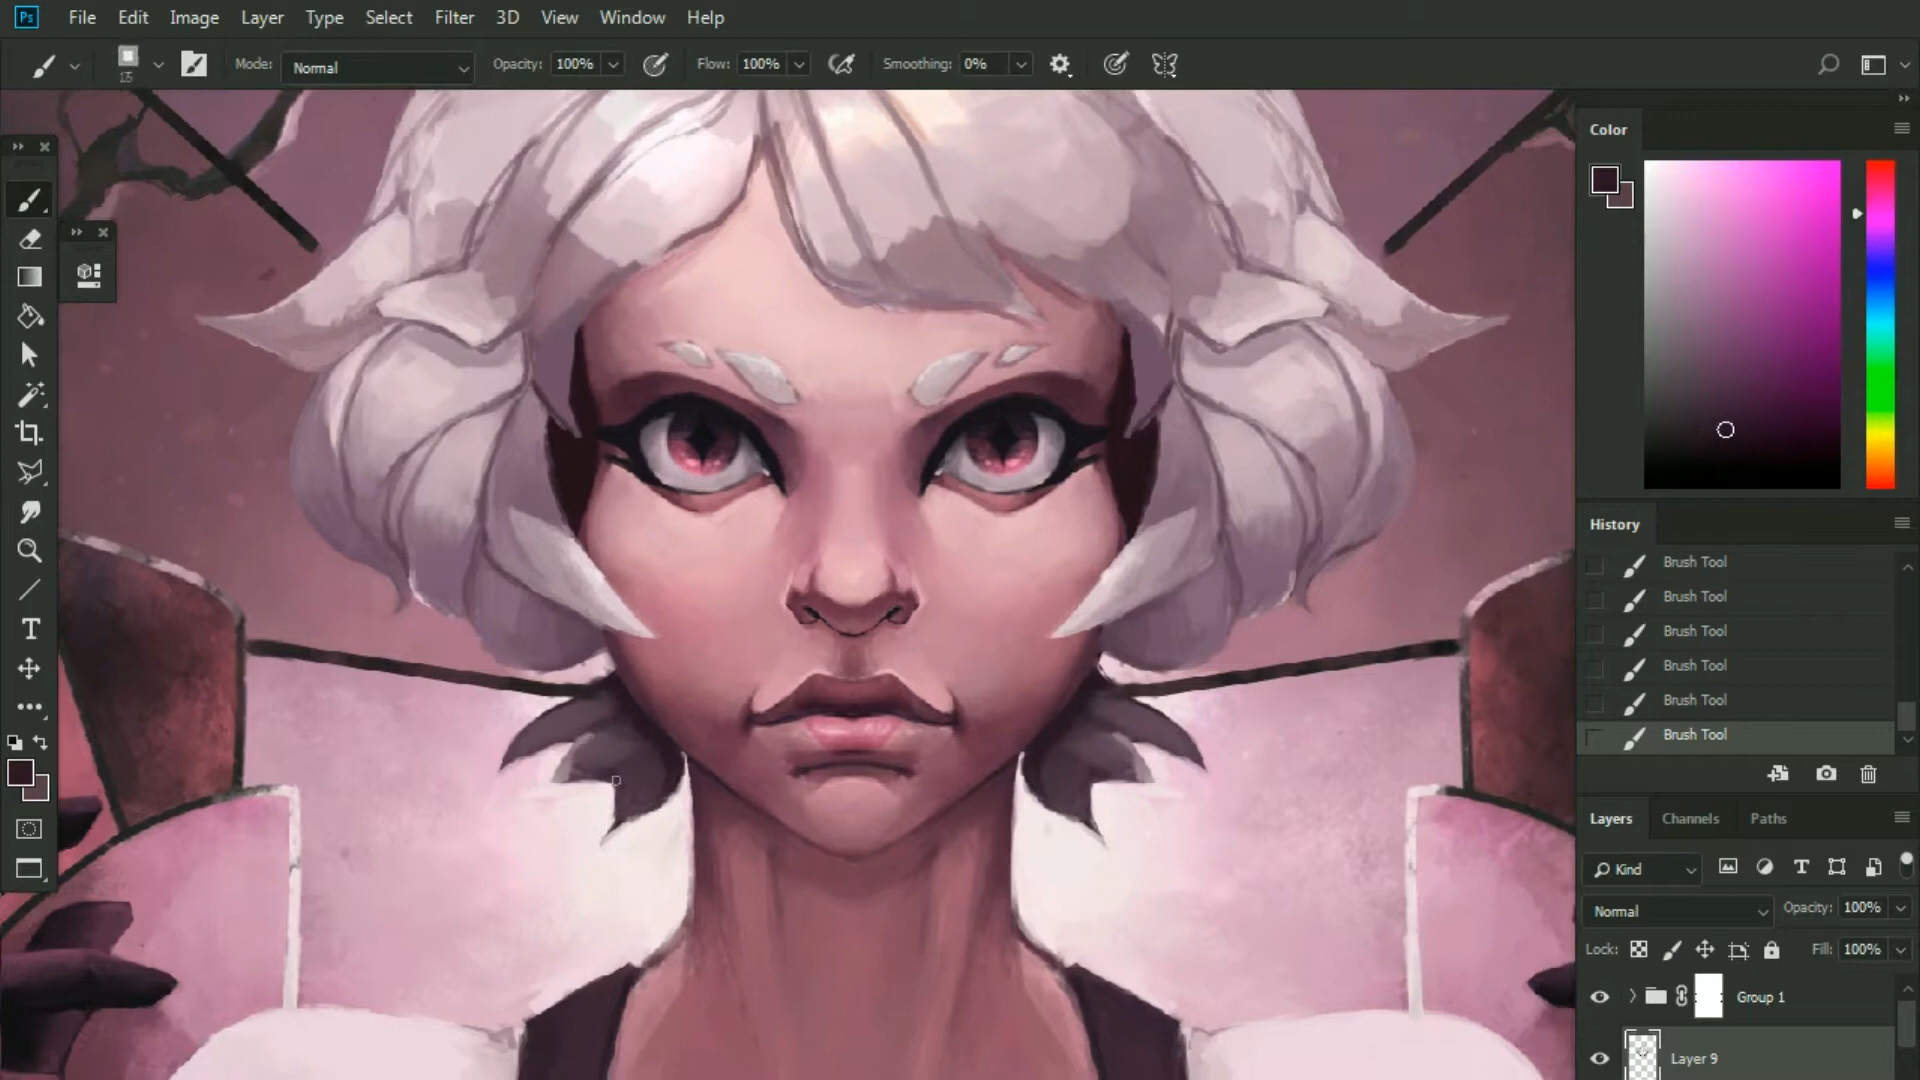 Ps File Edit Image Layer Type Select Filter 3D View Window Help
Mode: Normal Opacity: 100% Flow: 100% Smoothing: 0%
Color
History
Brush Tool
Brush Tool
Brush Tool
Brush Tool
Brush Tool
Brush Tool
Layers Channels Paths
Kind
Normal Opacity: 100%
Lock: Fill: 100%
Group 1
Layer 9